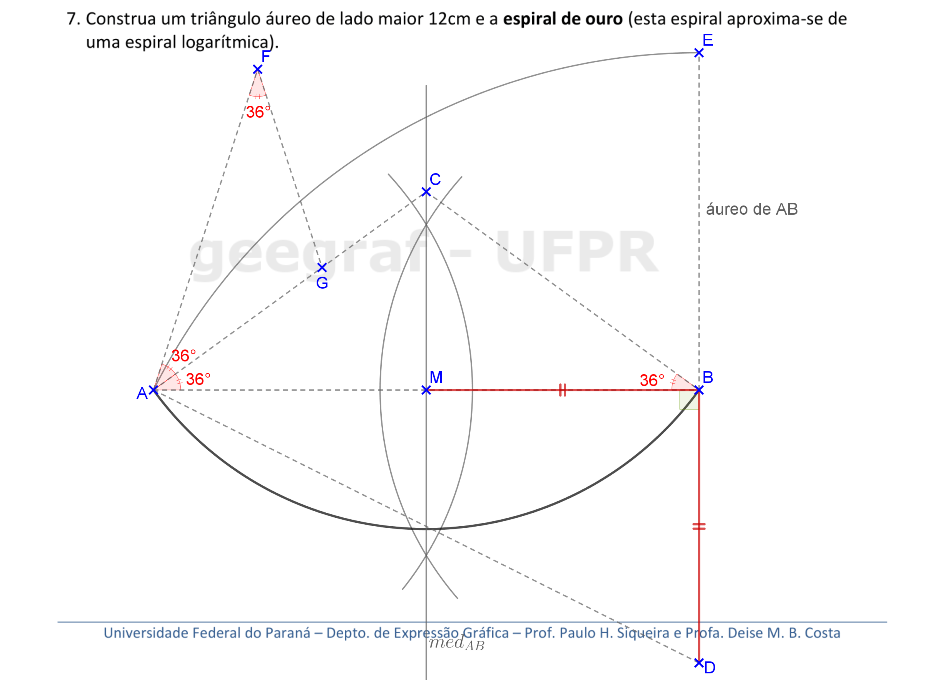 7. Construa um triângulo áureo de lado maior 12cm e a espiral de ouro (esta espiral aproxima-se de
uma espiral logarítmica).
E
F
36°
C
áureo de AB
geegraf - UFPR
G
36°
36°
A
M
36°
B
Universidade Federal do Paraná – Depto. de Expressão Gráfica – Prof. Paulo H. Siqueira e Profa. Deise M. B. Costa
med_AB
D